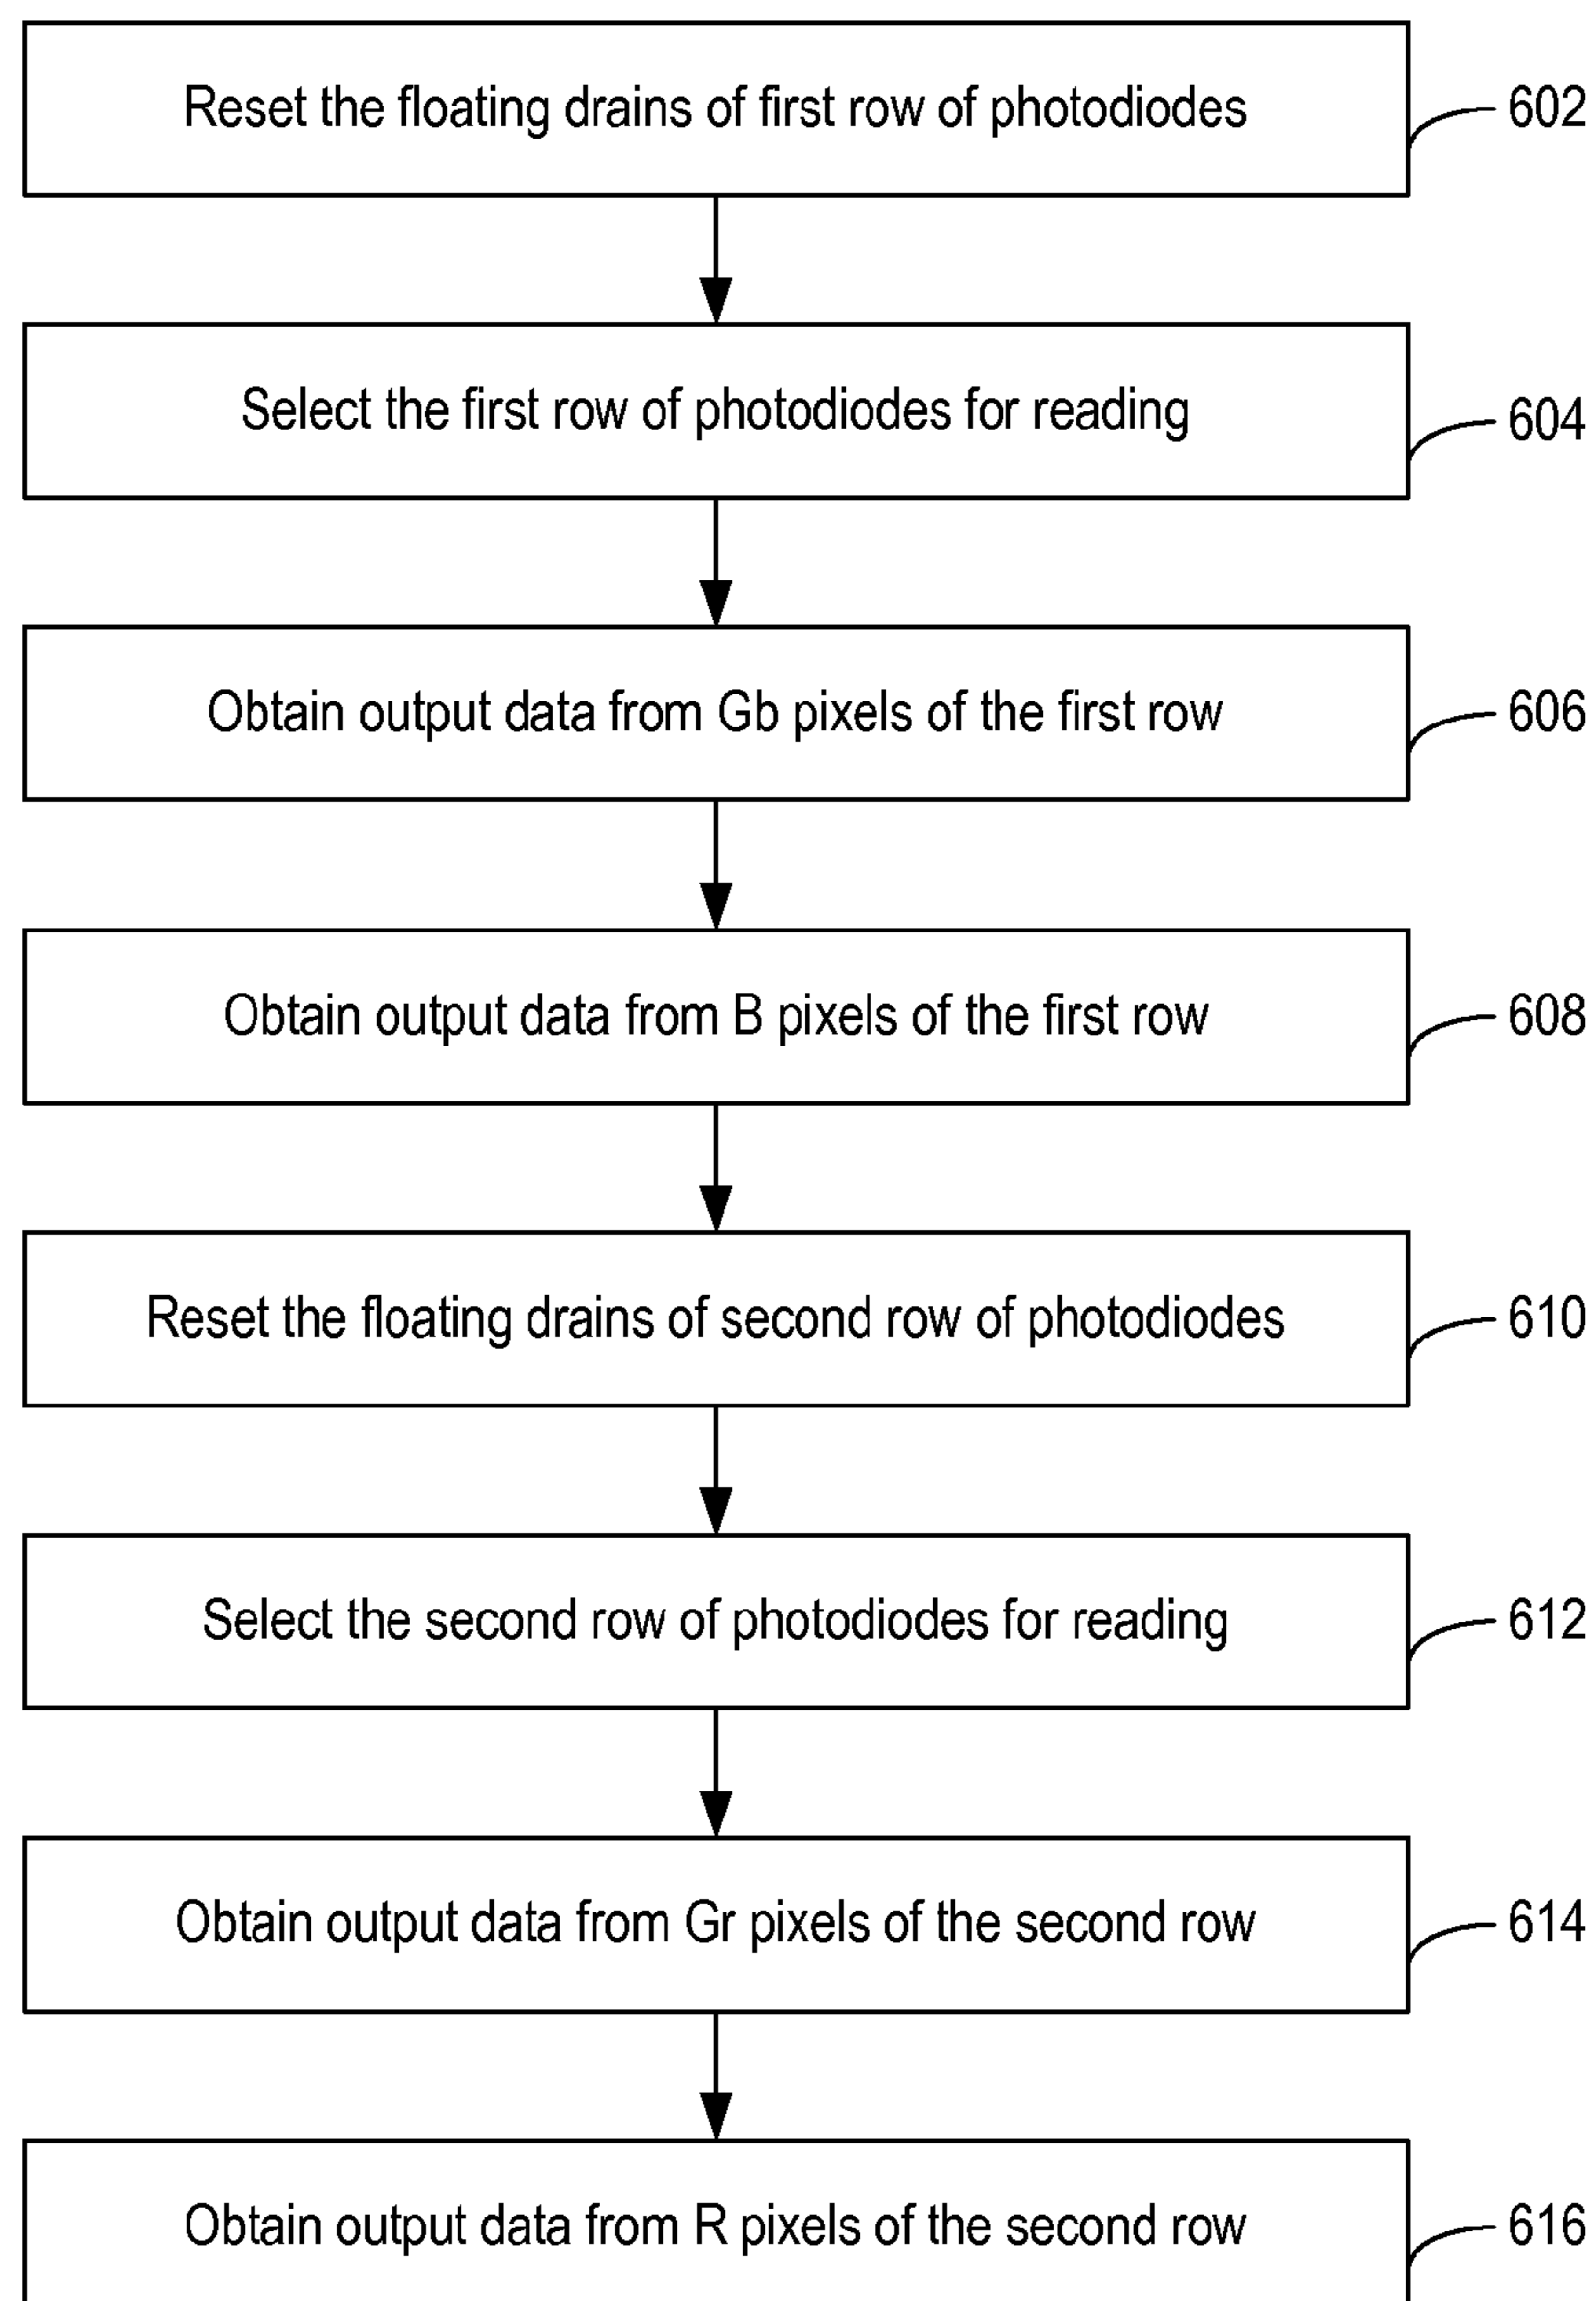 Reset the floating drains of first row of photodiodes 602
Select the first row of photodiodes for reading 604
Obtain output data from Gb pixels of the first row 606
Obtain output data from B pixels of the first row 608
Reset the floating drains of second row of photodiodes 610
Select the second row of photodiodes for reading 612
Obtain output data from Gr pixels of the second row 614
Obtain output data from R pixels of the second row 616